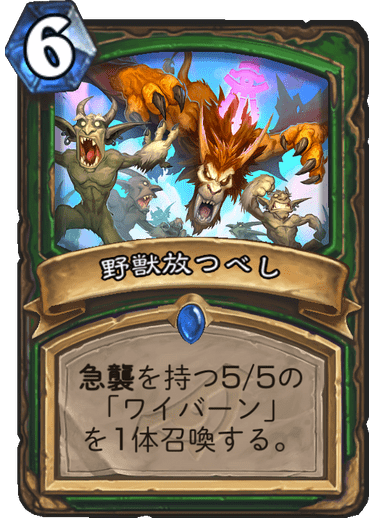 6
野獣放つべし
急襲を持つ5/5の
「ワイバーン」
を1体召喚する。